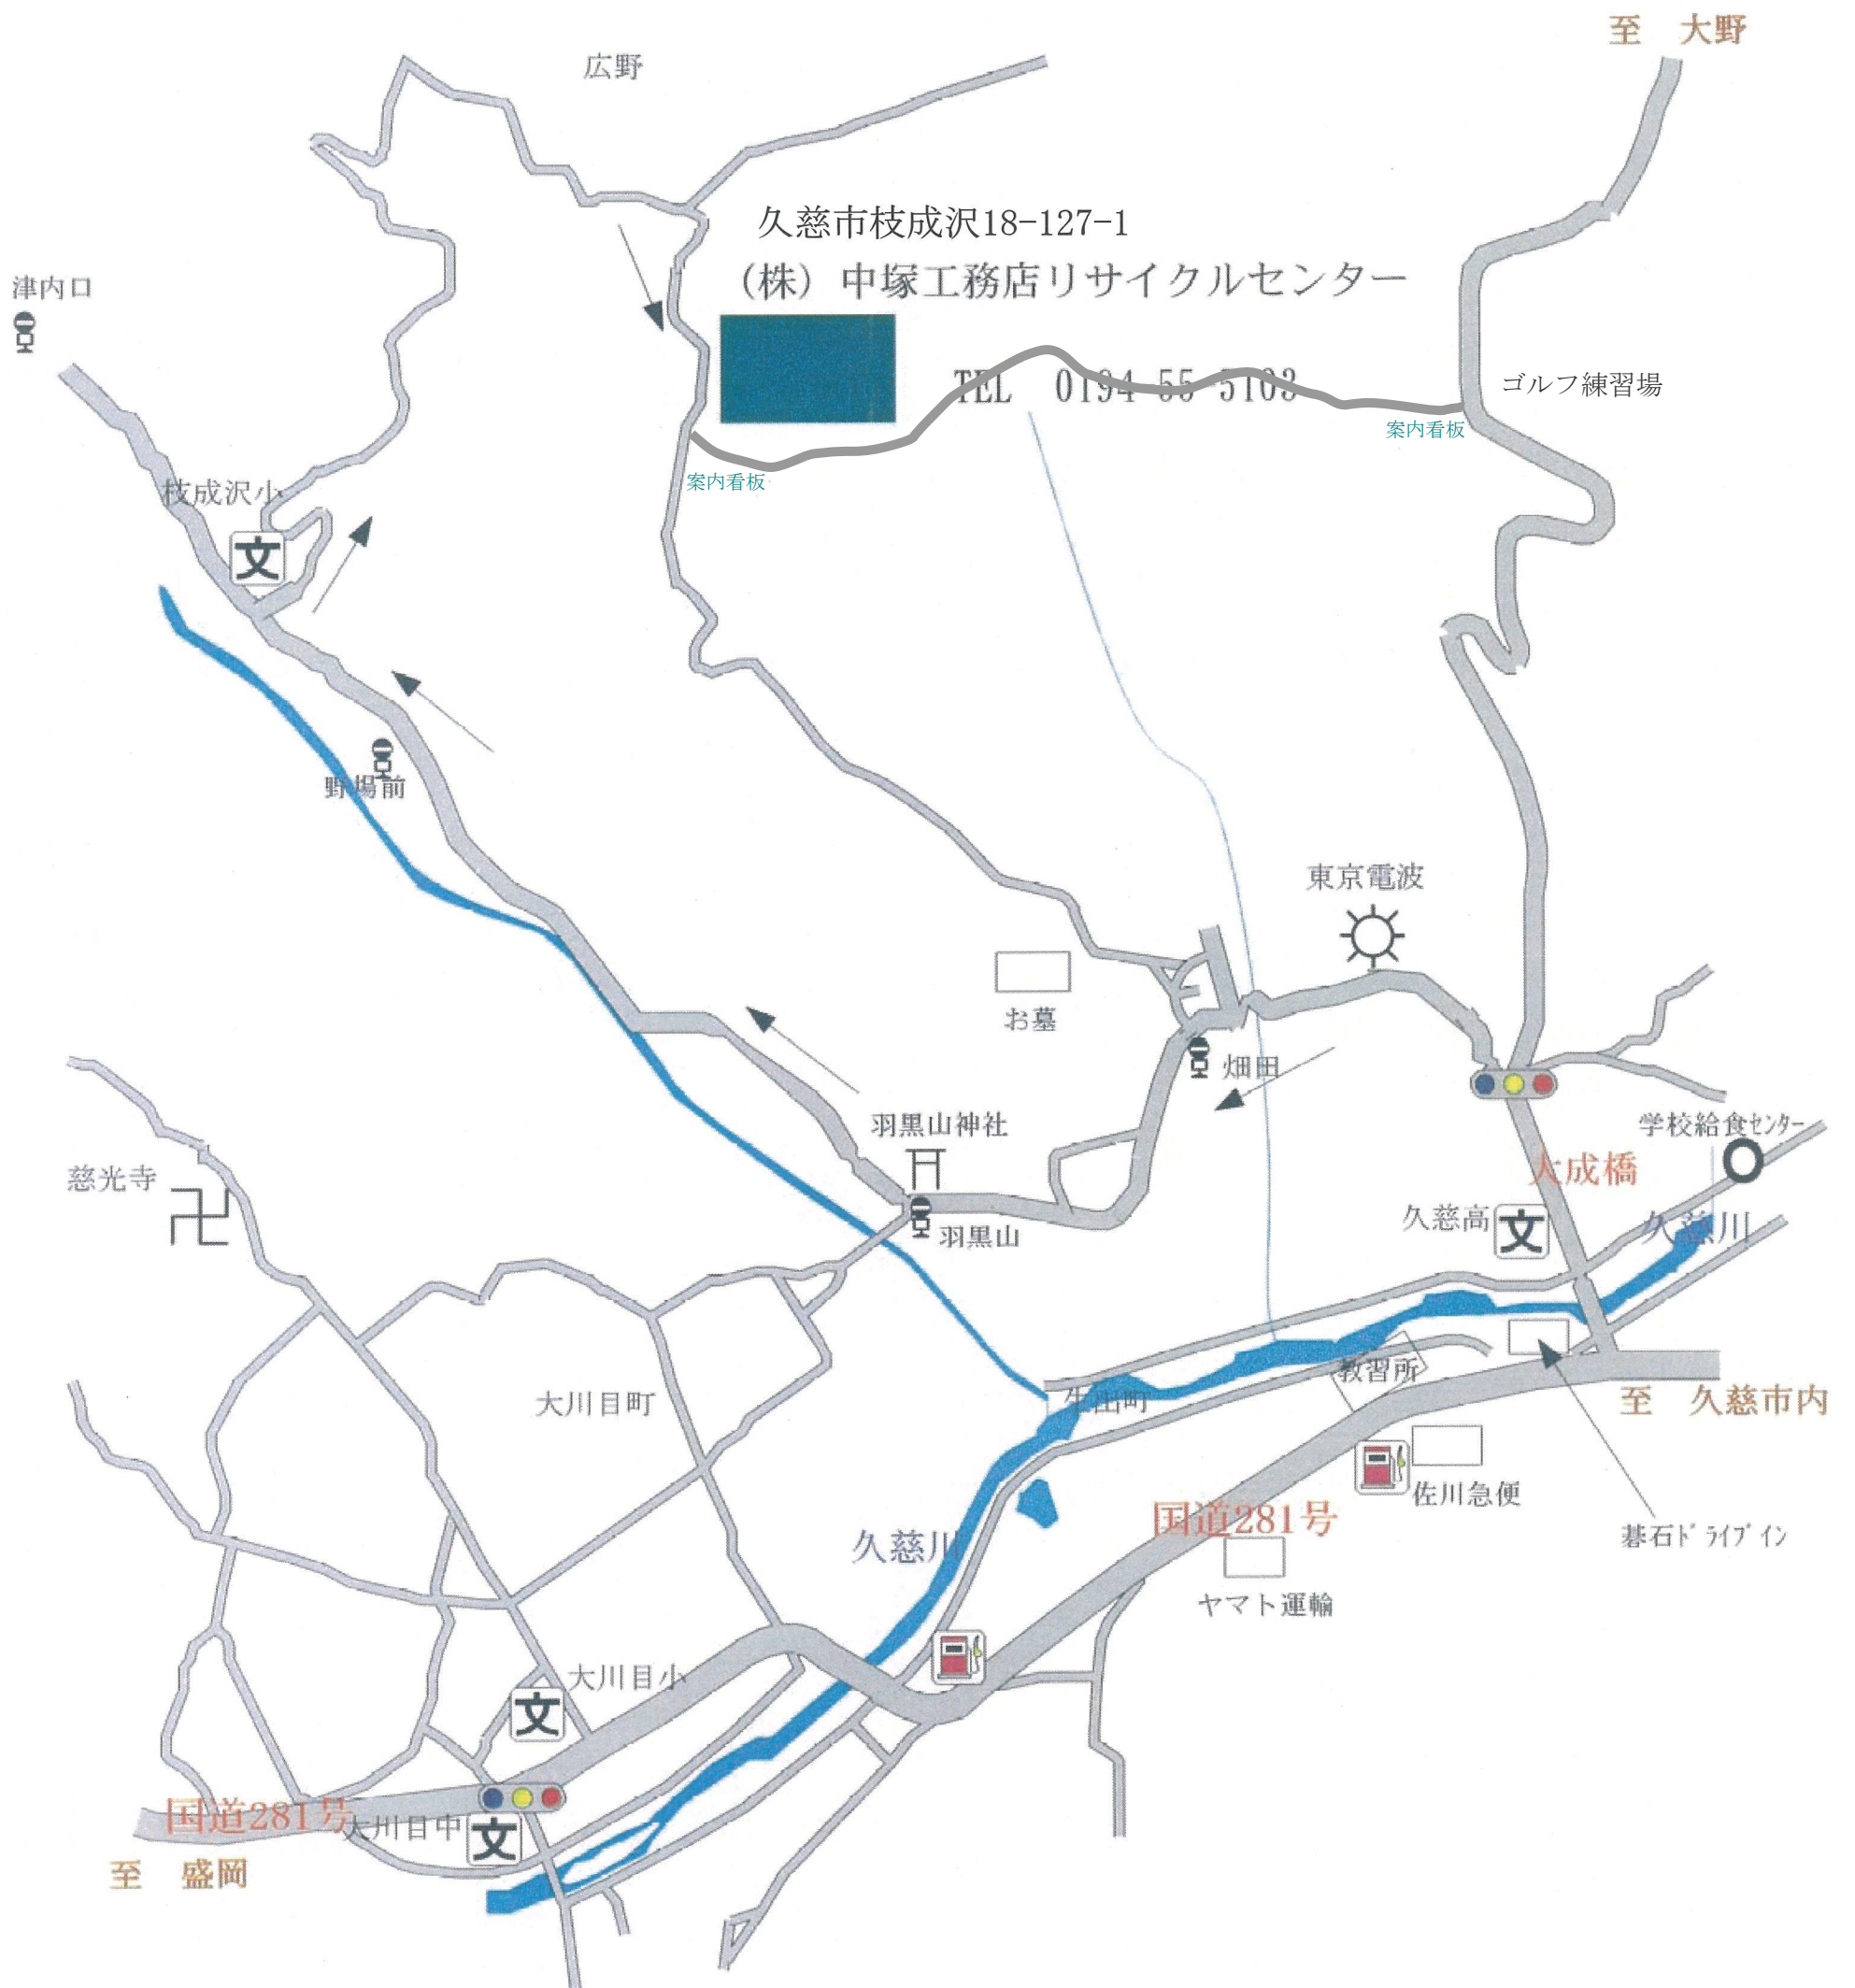 至　大野
広野
久慈市枝成沢18-127-1
（株）中塚工務店リサイクルセンター
津内口
TEL　0194-55-5103
ゴルフ練習場
案内看板
案内看板
枝成沢小
文
野場前
東京電波
お墓
畑田
羽黒山神社
学校給食ｾﾝﾀｰ
大成橋
慈光寺
久慈高
文
久慈川
羽黒山
教習所
大川目町
生出町
至　久慈市内
佐川急便
国道281号
碁石ﾄﾞﾗｲﾌﾞｲﾝ
久慈川
ヤマト運輸
大川目小
文
国道281号
大川目中
文
至　盛岡